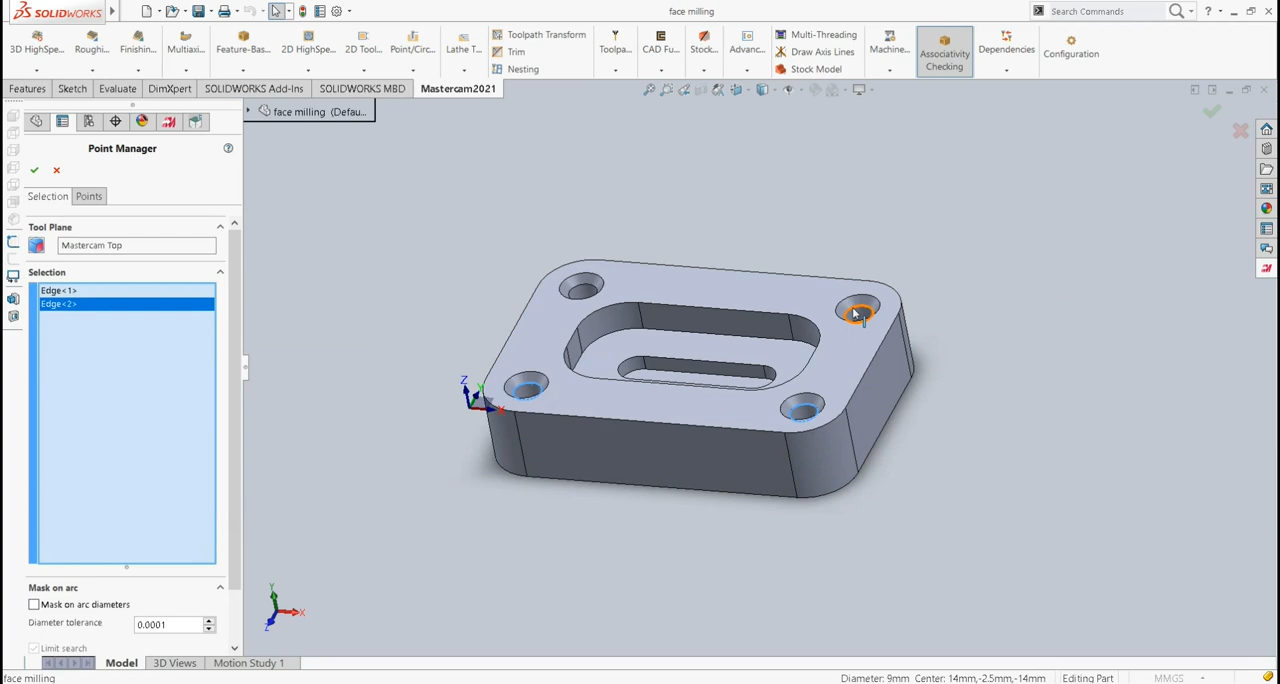 SOLIDWORKS
face milling
Search Commands
3D HighSpe...
Roughi...
Finishin...
Multiaxi...
Feature-Bas...
2D HighSpe...
2D Tool...
Point/Circ...
Lathe T...
Toolpath Transform
Trim
Nesting
Toolpa...
CAD Fu...
Stock...
Advanc...
Multi-Threading
Draw Axis Lines
Stock Model
Machine...
Associativity
Checking
Dependencies
Configuration
Features
Sketch
Evaluate
DimXpert
SOLIDWORKS Add-Ins
SOLIDWORKS MBD
Mastercam2021
face milling (Defau...
Point Manager
Selection
Points
Tool Plane
Mastercam Top
Selection
Edge<1>
Edge<2>
Mask on arc
Mask on arc diameters
Diameter tolerance
0.0001
Limit search
Z
Y
X
Y
X
Z
Model
3D Views
Motion Study 1
face milling
Diameter: 9mm Center: 14mm,-2.5mm,-14mm
Editing Part
MMGS